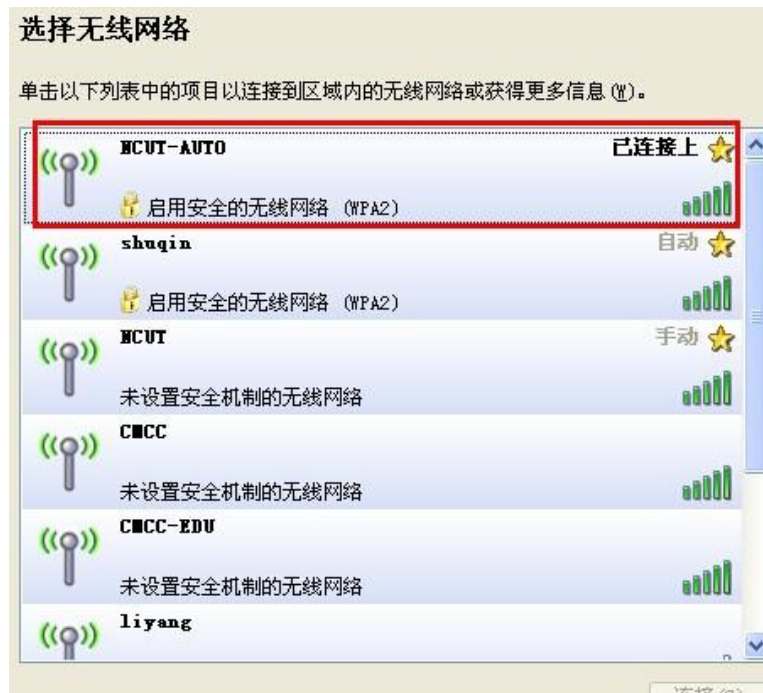 选择无线网络
单击以下列表中的项目以连接到区域内的无线网络或获得更多信息(W)。
NCUT-AUTO 已连接上
启用安全的无线网络 (WPA2)
shuqin 自动
启用安全的无线网络 (WPA2)
NCUT 手动
未设置安全机制的无线网络
CMCC
未设置安全机制的无线网络
CMCC-EDU
未设置安全机制的无线网络
liyang